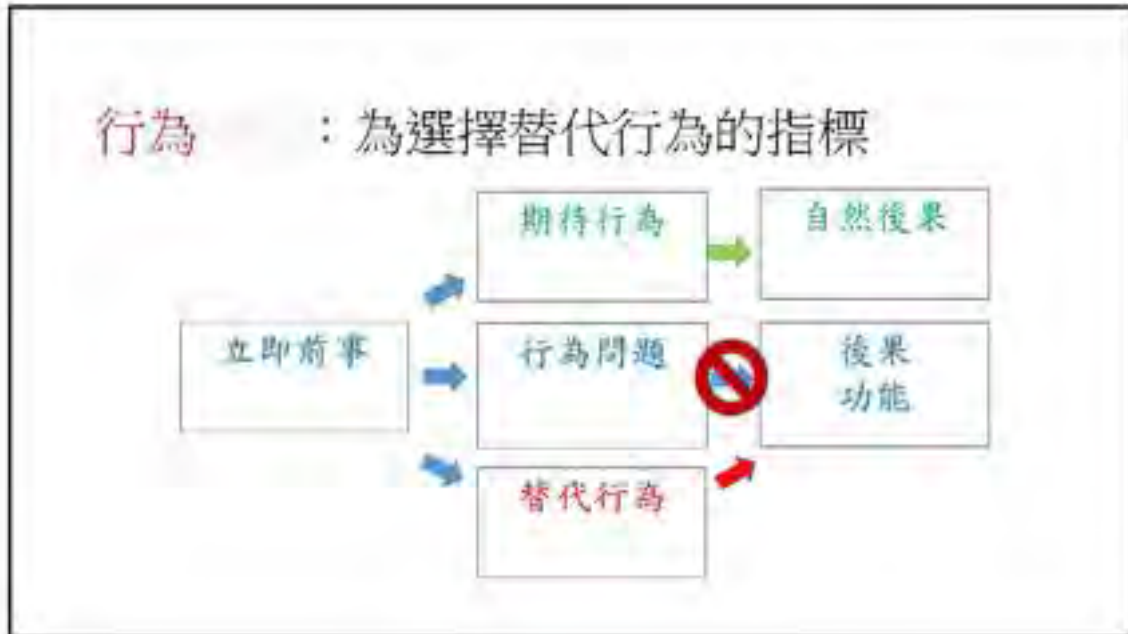 行為　　：為選擇替代行為的指標
期待行為
自然後果
立即前事
行為問題
後果
功能
替代行為